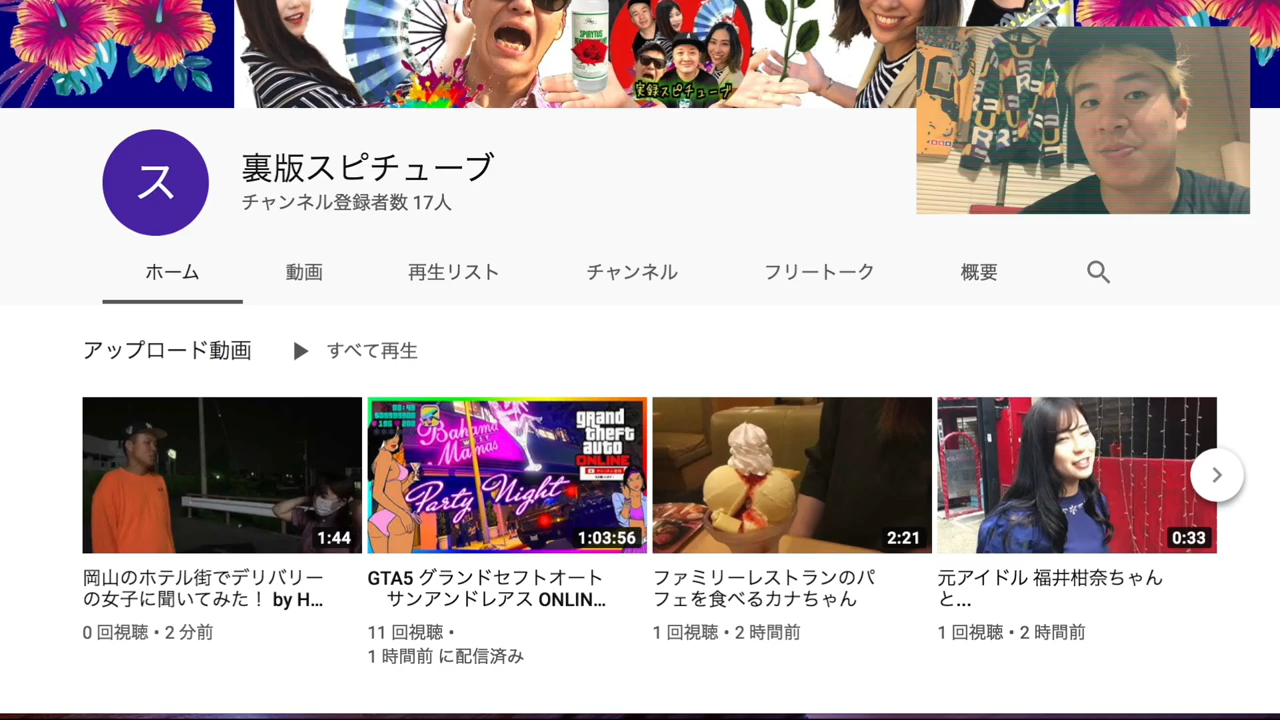 SPIRYTUS
実録スピチューブ
ス
裏版スピチューブ
チャンネル登録者数 17人
ホーム
動画
再生リスト
チャンネル
フリートーク
概要
アップロード動画
すべて再生
1:44
Bahama
Mamas
Party Night
grand
theft
auto
ONLINE
1:03:56
2:21
0:33
岡山のホテル街でデリバリー
の女子に聞いてみた！ by H...
GTA5 グランドセフトオート
サンアンドレアス ONLIN...
ファミリーレストランのパ
フェを食べるカナちゃん
元アイドル 福井柑奈ちゃん
と...
0 回視聴・2 分前
11 回視聴・
1 時間前 に配信済み
1 回視聴・2 時間前
1 回視聴・2 時間前